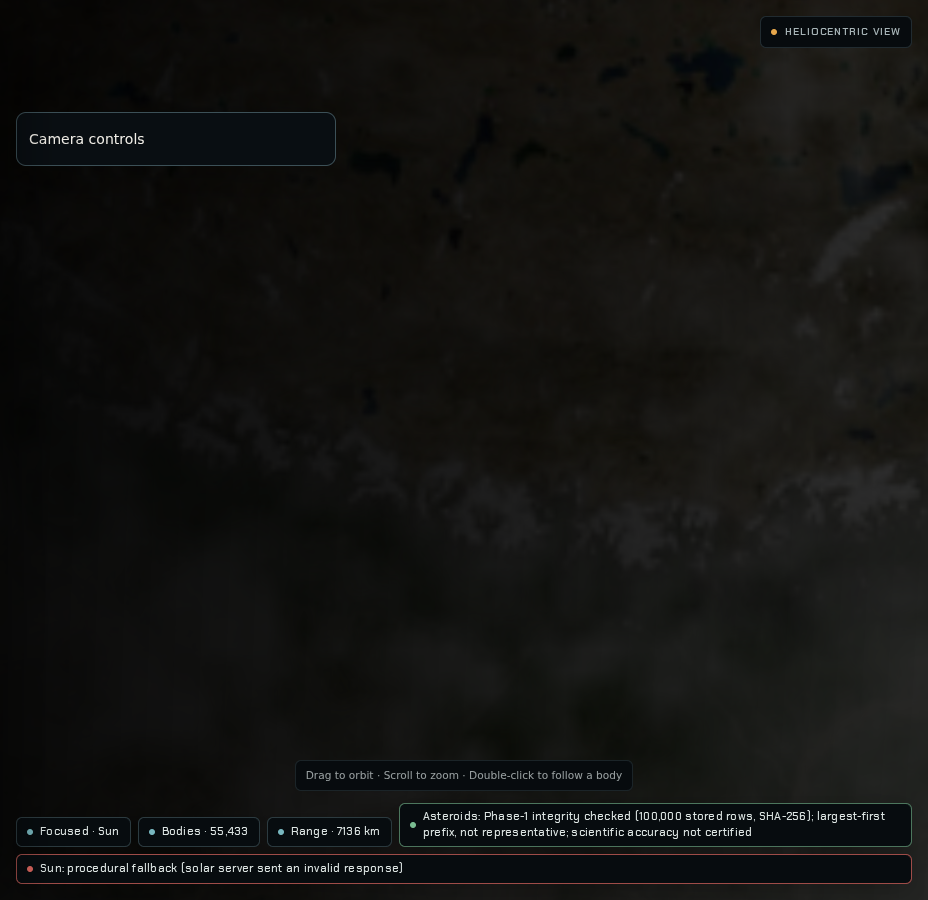 HELIOCENTRIC VIEW
Camera controls
Drag to orbit · Scroll to zoom · Double-click to follow a body
Focused · Sun
Bodies · 55,433
Range · 7136 km
Asteroids: Phase-1 integrity checked (100,000 stored rows, SHA-256); largest-first
prefix, not representative; scientific accuracy not certified
Sun: procedural fallback (solar server sent an invalid response)